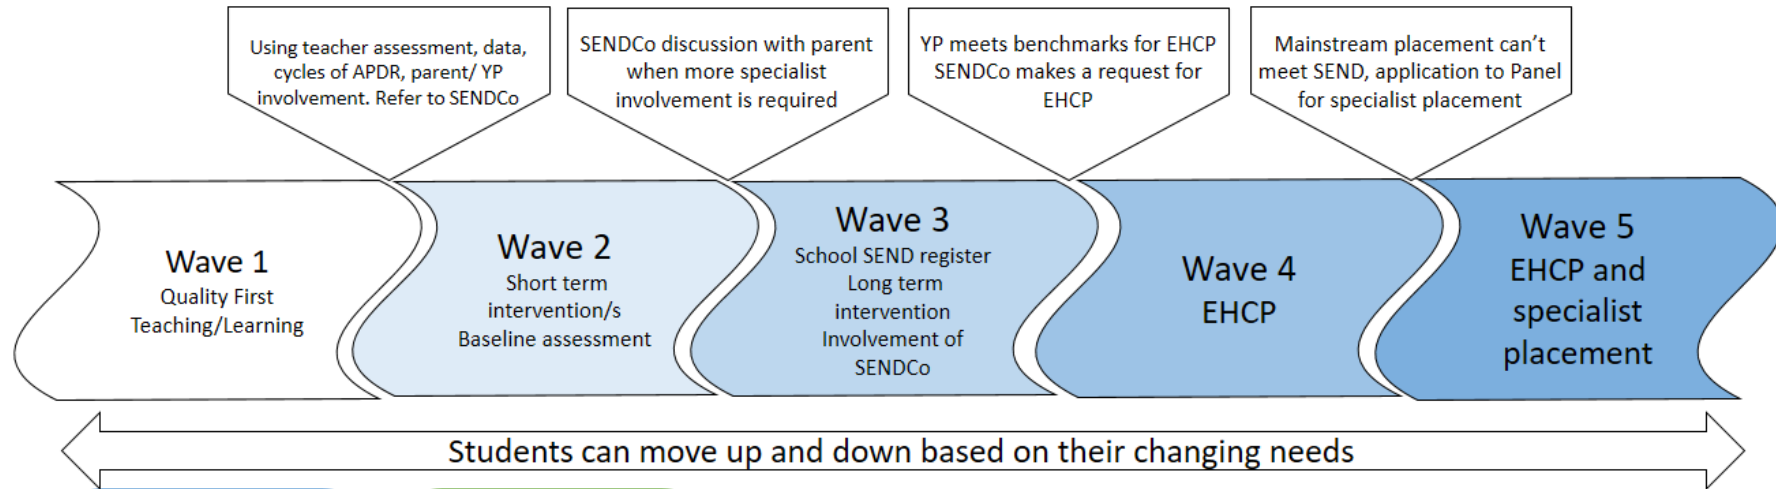 Using teacher assessment, data,
cycles of APDR, parent/ YP
involvement. Refer to SENDCo
SENDCo discussion with parent
when more specialist
involvement is required
YP meets benchmarks for EHCP
SENDCo makes a request for
EHCP
Mainstream placement can't
meet SEND, application to Panel
for specialist placement
Wave 1
Quality First
Teaching/Learning
Wave 2
Short term
intervention/s
Baseline assessment
Wave 3
School SEND register
Long term
intervention
Involvement of
SENDCo
Wave 4
EHCP
Wave 5
EHCP and
specialist
placement
Students can move up and down based on their changing needs